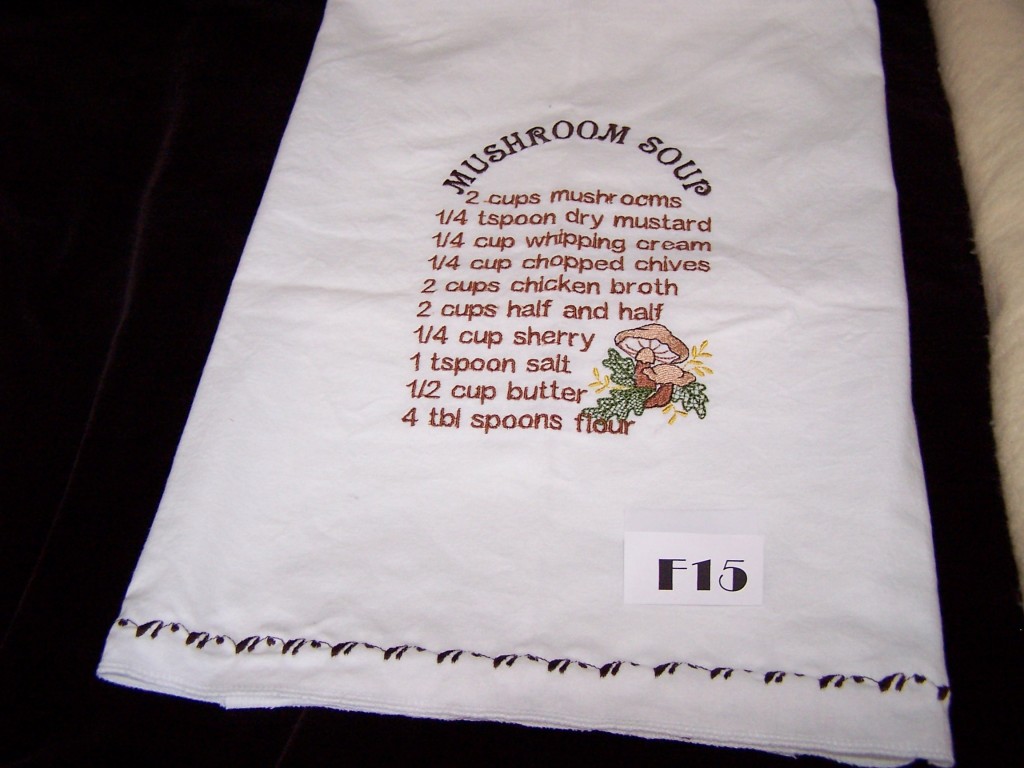 MUSHROOM SOUP
2 cups mushrooms
1/4 tspoon dry mustard
1/4 cup whipping cream
1/4 cup chopped chives
2 cups chicken broth
2 cups half and half
1/4 cup sherry
1 tspoon salt
1/2 cup butter
4 tbl spoons flour
F15